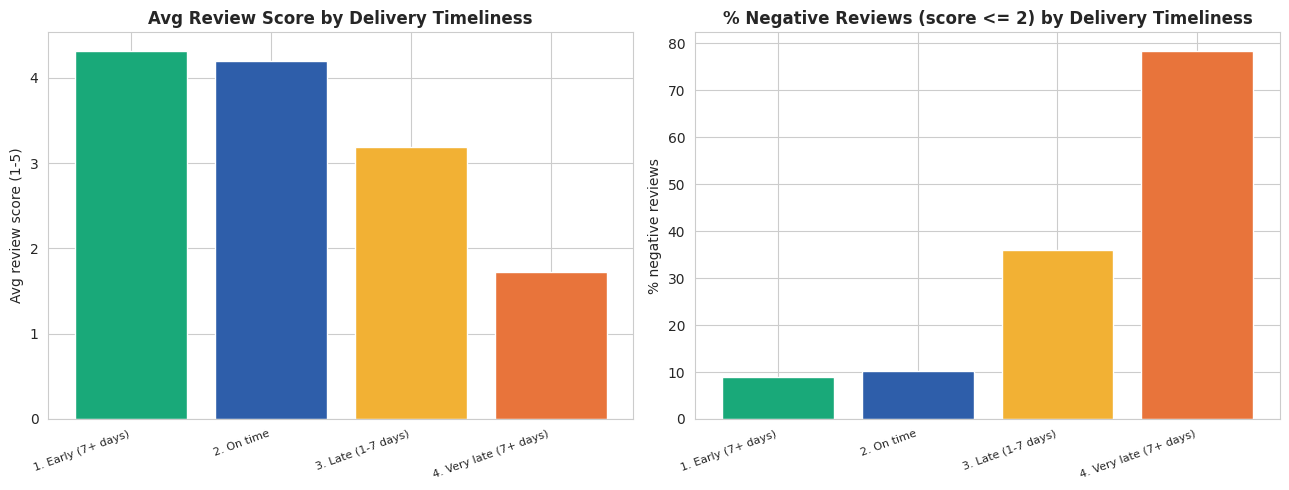 Avg Review Score by Delivery Timeliness
Avg review score (1-5)
4
3
2
1
0
1. Early (7+ days)
2. On time
3. Late (1-7 days)
4. Very late (7+ days)
% Negative Reviews (score <= 2) by Delivery Timeliness
% negative reviews
80
70
60
50
40
30
20
10
0
1. Early (7+ days)
2. On time
3. Late (1-7 days)
4. Very late (7+ days)